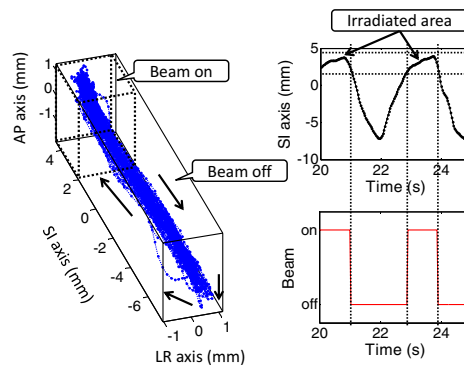 Beam on
Beam off
AP axis (mm)
1
0
-1
SI axis (mm)
4
2
0
-2
-4
-6
LR axis (mm)
-1 0 1
Irradiated area
SI axis (mm)
5
0
-5
-10
20 22 24
Time (s)
Beam
on
off
20 22 24
Time (s)